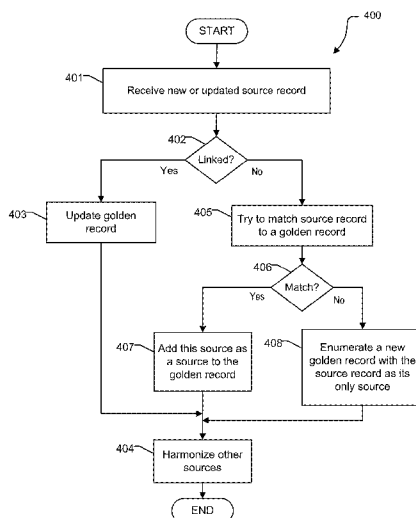 START
400
401
Receive new or updated source record
402
Linked?
Yes
No
403
Update golden
record
405
Try to match source record
to a golden record
406
Match?
Yes
No
407
Add this source as
a source to the
golden record
408
Enumerate a new
golden record with the
source record as its
only source
404
Harmonize other
sources
END